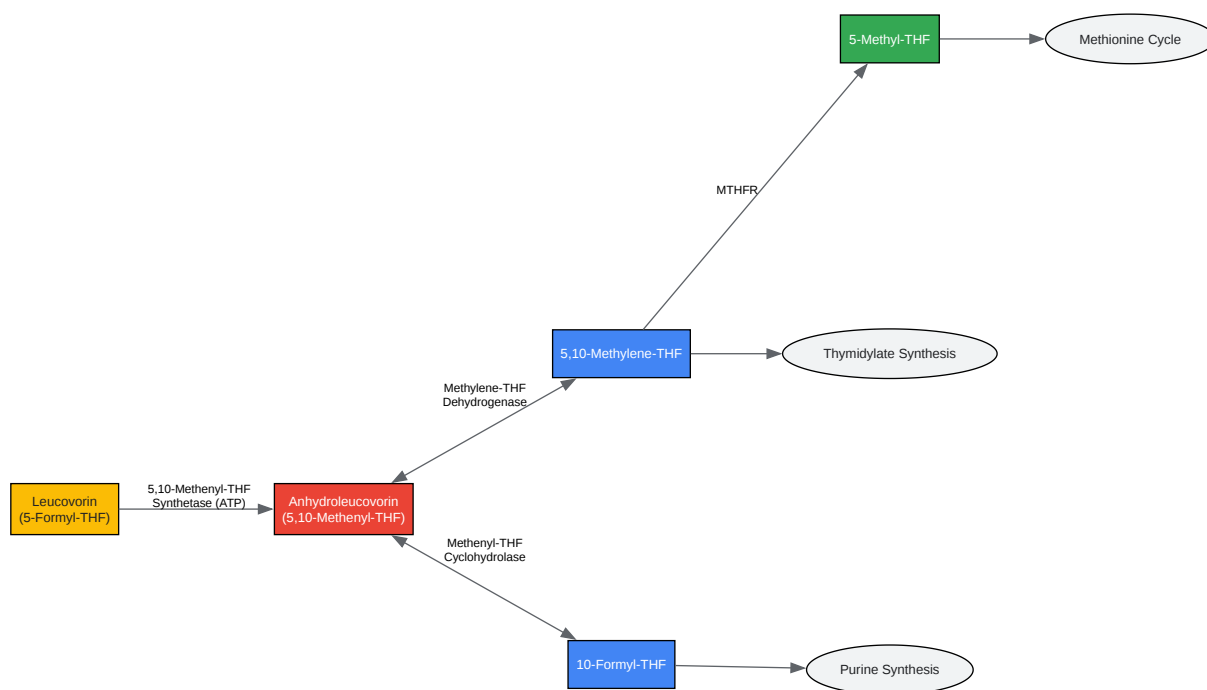 5-Methyl-THF
Methionine Cycle
MTHFR
5,10-Methylene-THF
Thymidylate Synthesis
Methylene-THF
Dehydrogenase
5,10-Methenyl-THF
Synthetase (ATP)
Leucovorin
(5-Formyl-THF)
Anhydroleucovorin
(5,10-Methenyl-THF)
Methenyl-THF
Cyclohydrolase
10-Formyl-THF
Purine Synthesis